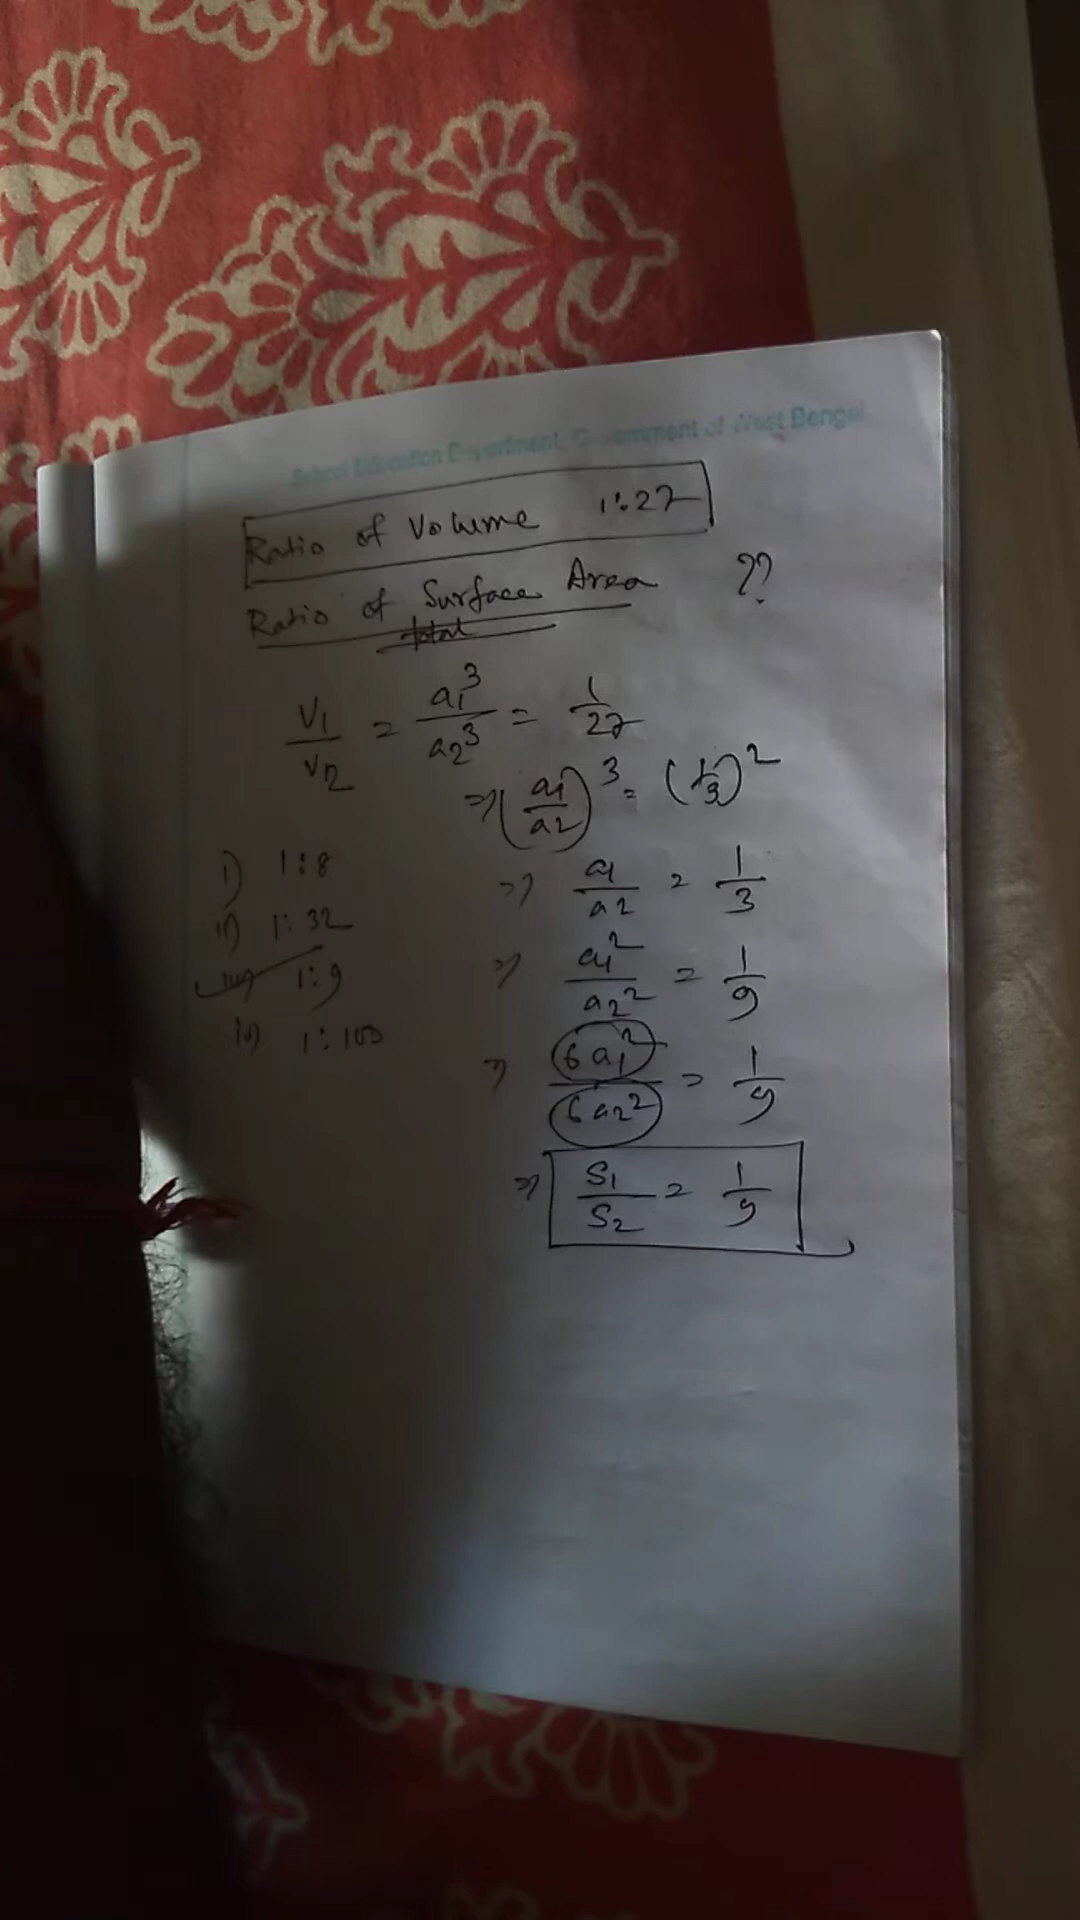 School Education Department, Government of West Bengal
Ratio of Volume 1:27
Ratio of Surface Area ??
total
V1/V2 = a1³/a2³ = 1/27
=> (a1/a2)³ = (1/3)²
i) 1:8
=> a1/a2 = 1/3
ii) 1:32
=> a1²/a2² = 1/9
iii) 1:9
iv) 1:100
=> 6a1²/6a2² = 1/9
=> S1/S2 = 1/9